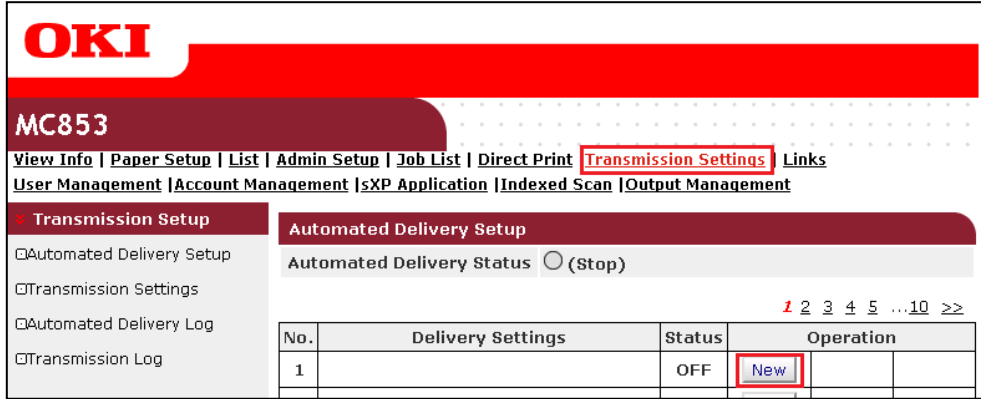 OKI
MC853
View Info | Paper Setup | List | Admin Setup | Job List | Direct Print | Transmission Settings | Links
User Management |Account Management |sXP Application |Indexed Scan |Output Management
Transmission Setup
Automated Delivery Setup
Transmission Settings
Automated Delivery Log
Transmission Log
Automated Delivery Setup
Automated Delivery Status (Stop)
1 2 3 4 5 ...10 >>
No. Delivery Settings Status Operation
1 OFF New